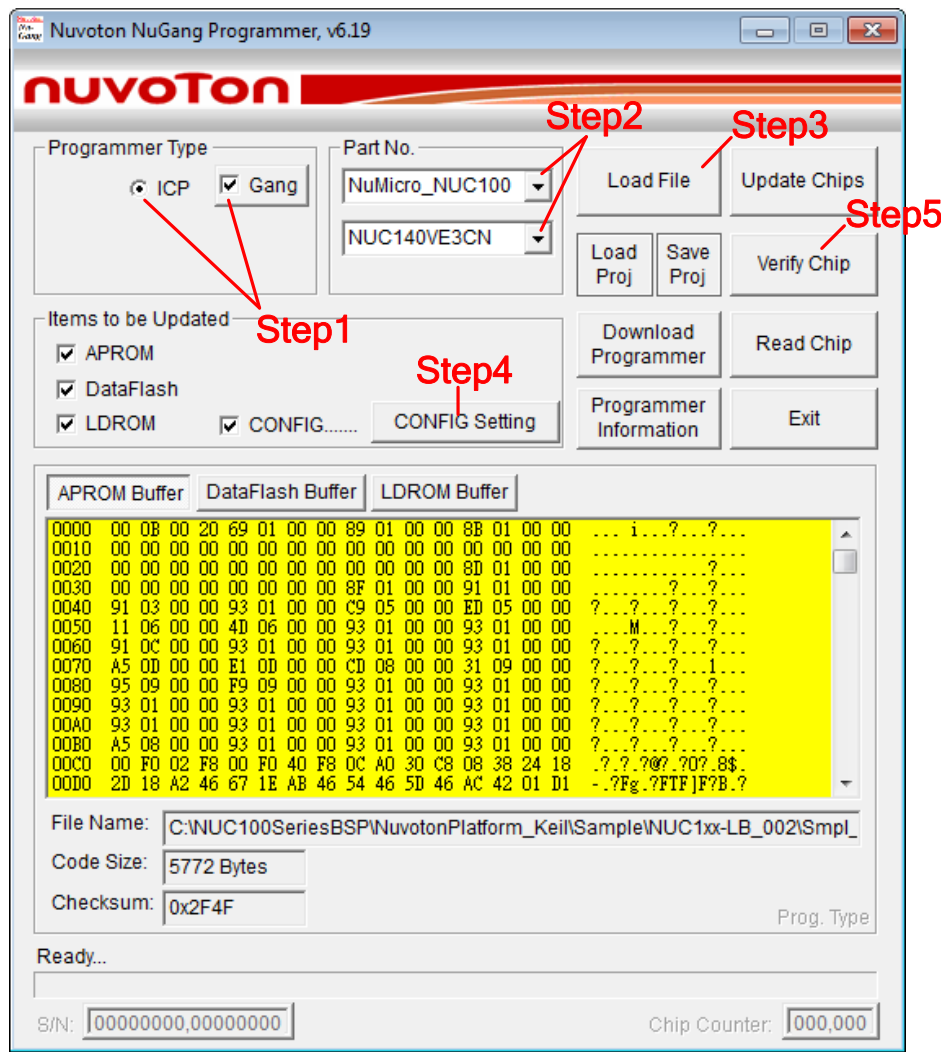 Nuvoton NuGang Programmer, v6.19
nuvoTon
Step2
Step3
Programmer Type
Part No.
ICP
Gang
NuMicro_NUC100
Load File
Update Chips
Step5
NUC140VE3CN
Load Proj
Save Proj
Verify Chip
Items to be Updated
Step1
APROM
Step4
Download Programmer
Read Chip
DataFlash
LDROM
CONFIG.......
CONFIG Setting
Programmer Information
Exit
APROM Buffer
DataFlash Buffer
LDROM Buffer
0000 00 0B 00 20 69 01 00 00 89 01 00 00 8B 01 00 00 ... i...?...?...
0010 00 00 00 00 00 00 00 00 00 00 00 00 00 00 00 00 ................
0020 00 00 00 00 00 00 00 00 00 00 00 00 8D 01 00 00 ............?...
0030 00 00 00 00 00 00 00 00 8F 01 00 00 91 01 00 00 ........?...?...
0040 91 03 00 00 93 01 00 00 C9 05 00 00 ED 05 00 00 ?...?...?...?...
0050 11 06 00 00 4D 06 00 00 93 01 00 00 93 01 00 00 ....M...?...?...
0060 91 0C 00 00 93 01 00 00 93 01 00 00 93 01 00 00 ?...?...?...?...
0070 A5 0D 00 00 E1 0D 00 00 CD 08 00 00 31 09 00 00 ?...?...?...1...
0080 95 09 00 00 F9 09 00 00 93 01 00 00 93 01 00 00 ?...?...?...?...
0090 93 01 00 00 93 01 00 00 93 01 00 00 93 01 00 00 ?...?...?...?...
00A0 93 01 00 00 93 01 00 00 93 01 00 00 93 01 00 00 ?...?...?...?...
00B0 A5 08 00 00 93 01 00 00 93 01 00 00 93 01 00 00 ?...?...?...?...
00C0 00 F0 02 F8 00 F0 40 F8 0C A0 30 C8 08 38 24 18 .?.?.?@?.?0?.8$.
00D0 2D 18 A2 46 67 1E AB 46 54 46 5D 46 AC 42 01 D1 -.?Fg.?FTF]F?B.?
File Name: C:\NUC100SeriesBSP\NuvotonPlatform_Keil\Sample\NUC1xx-LB_002\Smpl_
Code Size: 5772 Bytes
Checksum: 0x2F4F
Prog. Type
Ready...
S/N: 00000000,00000000
Chip Counter: 000,000